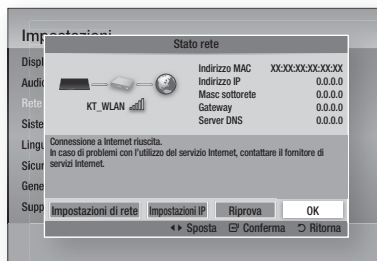 Impostazioni
Stato rete
Displ
Audio
Rete
Siste
Lingu
Sicur
Gene
Supp
KT_WLAN
Indirizzo MAC XX:XX:XX:XX:XX:XX
Indirizzo IP 0.0.0.0
Masc sottorete 0.0.0.0
Gateway 0.0.0.0
Server DNS 0.0.0.0
Connessione a Internet riuscita.
In caso di problemi con l'utilizzo del servizio Internet, contattare il fornitore di
servizi Internet.
Impostazioni di rete Impostazioni IP Riprova OK
Sposta Conferma Ritorna